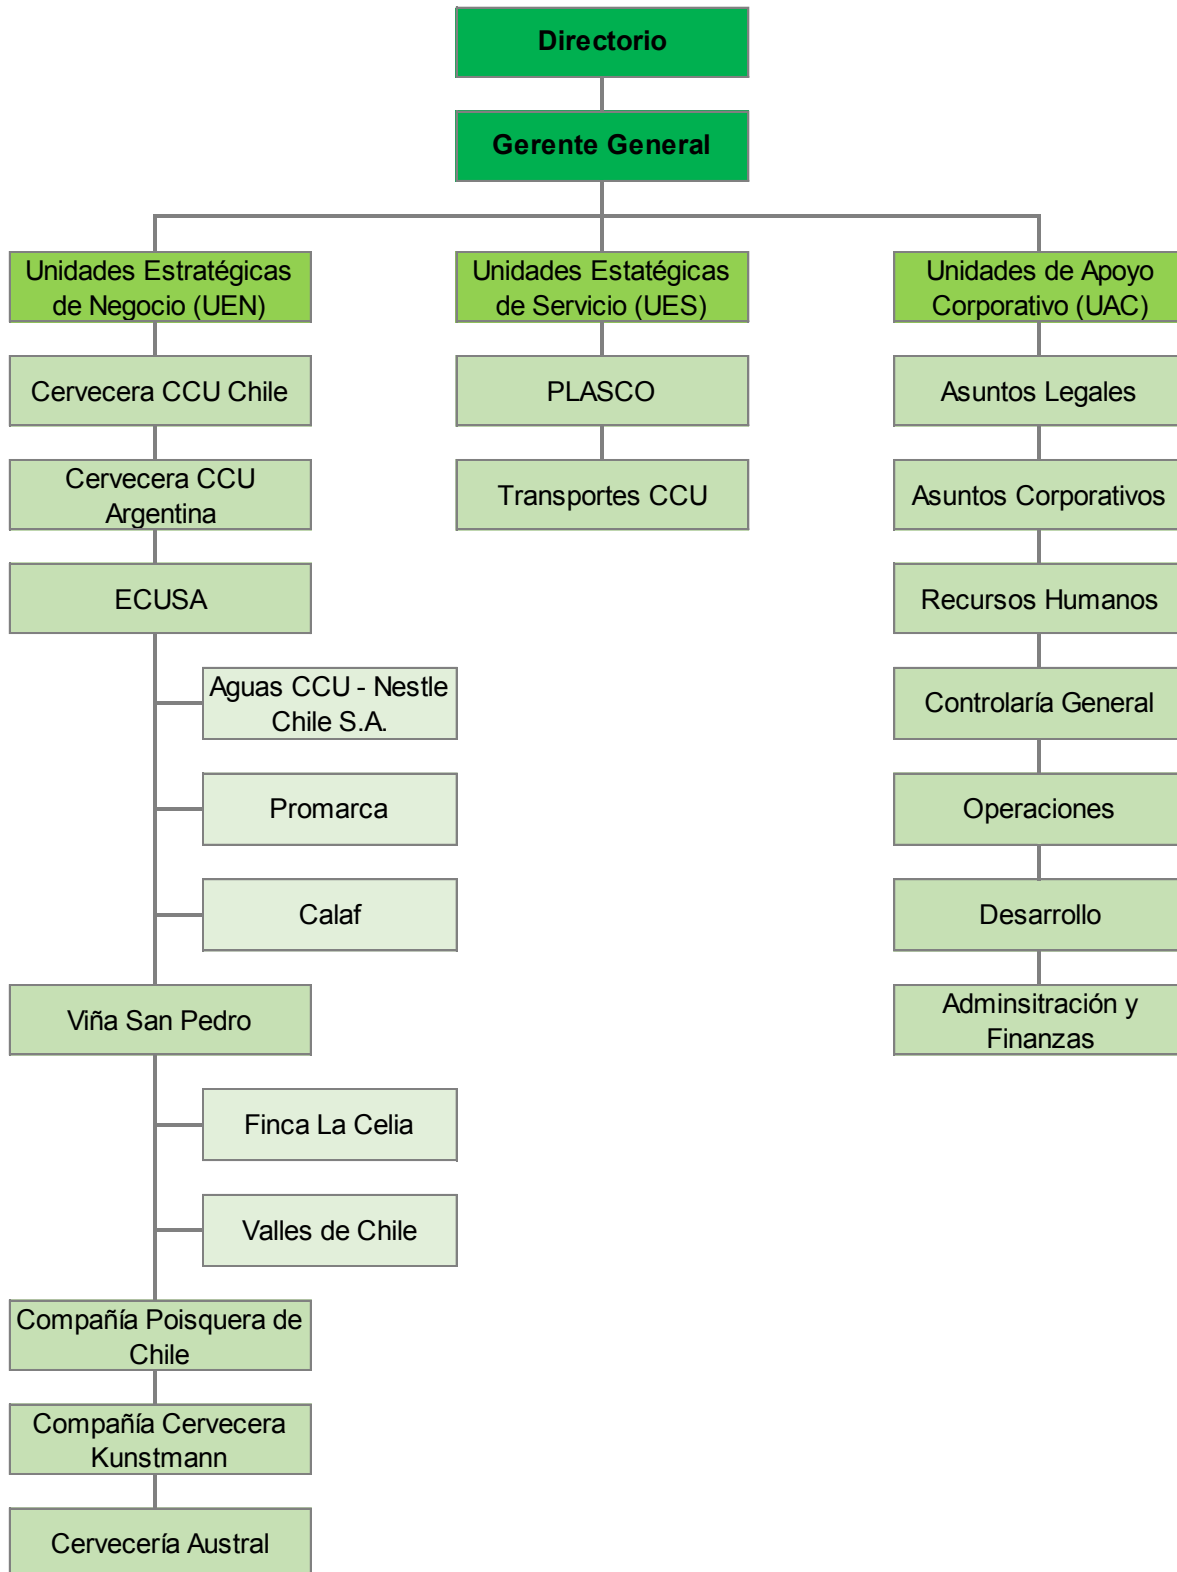 Directorio
Gerente General
Unidades Estratégicas
de Negocio (UEN)
Cervecera CCU Chile
Cervecera CCU
Argentina
ECUSA
Aguas CCU - Nestle
Chile S.A.
Promarca
Calaf
Viña San Pedro
Finca La Celia
Valles de Chile
Compañía Poisquera de
Chile
Compañía Cervecera
Kunstmann
Cervecería Austral
Unidades Estatégicas
de Servicio (UES)
PLASCO
Transportes CCU
Unidades de Apoyo
Corporativo (UAC)
Asuntos Legales
Asuntos Corporativos
Recursos Humanos
Controlaría General
Operaciones
Desarrollo
Adminsitración y
Finanzas